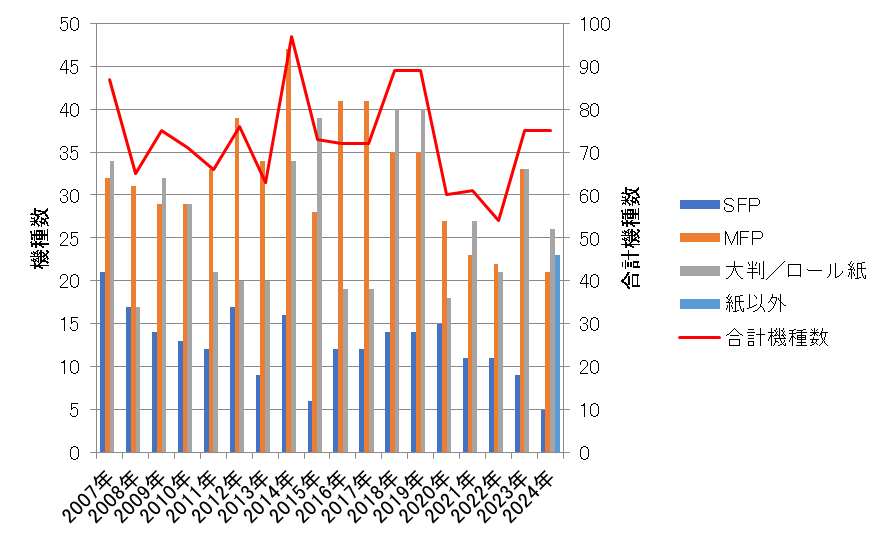 50
45
40
35
30
25
20
15
10
5
0
機種数
100
90
80
70
60
50
40
30
20
10
0
合計機種数
2007年
2008年
2009年
2010年
2011年
2012年
2013年
2014年
2015年
2016年
2017年
2018年
2019年
2020年
2021年
2022年
2023年
2024年
SFP
MFP
大判／ロール紙
紙以外
合計機種数